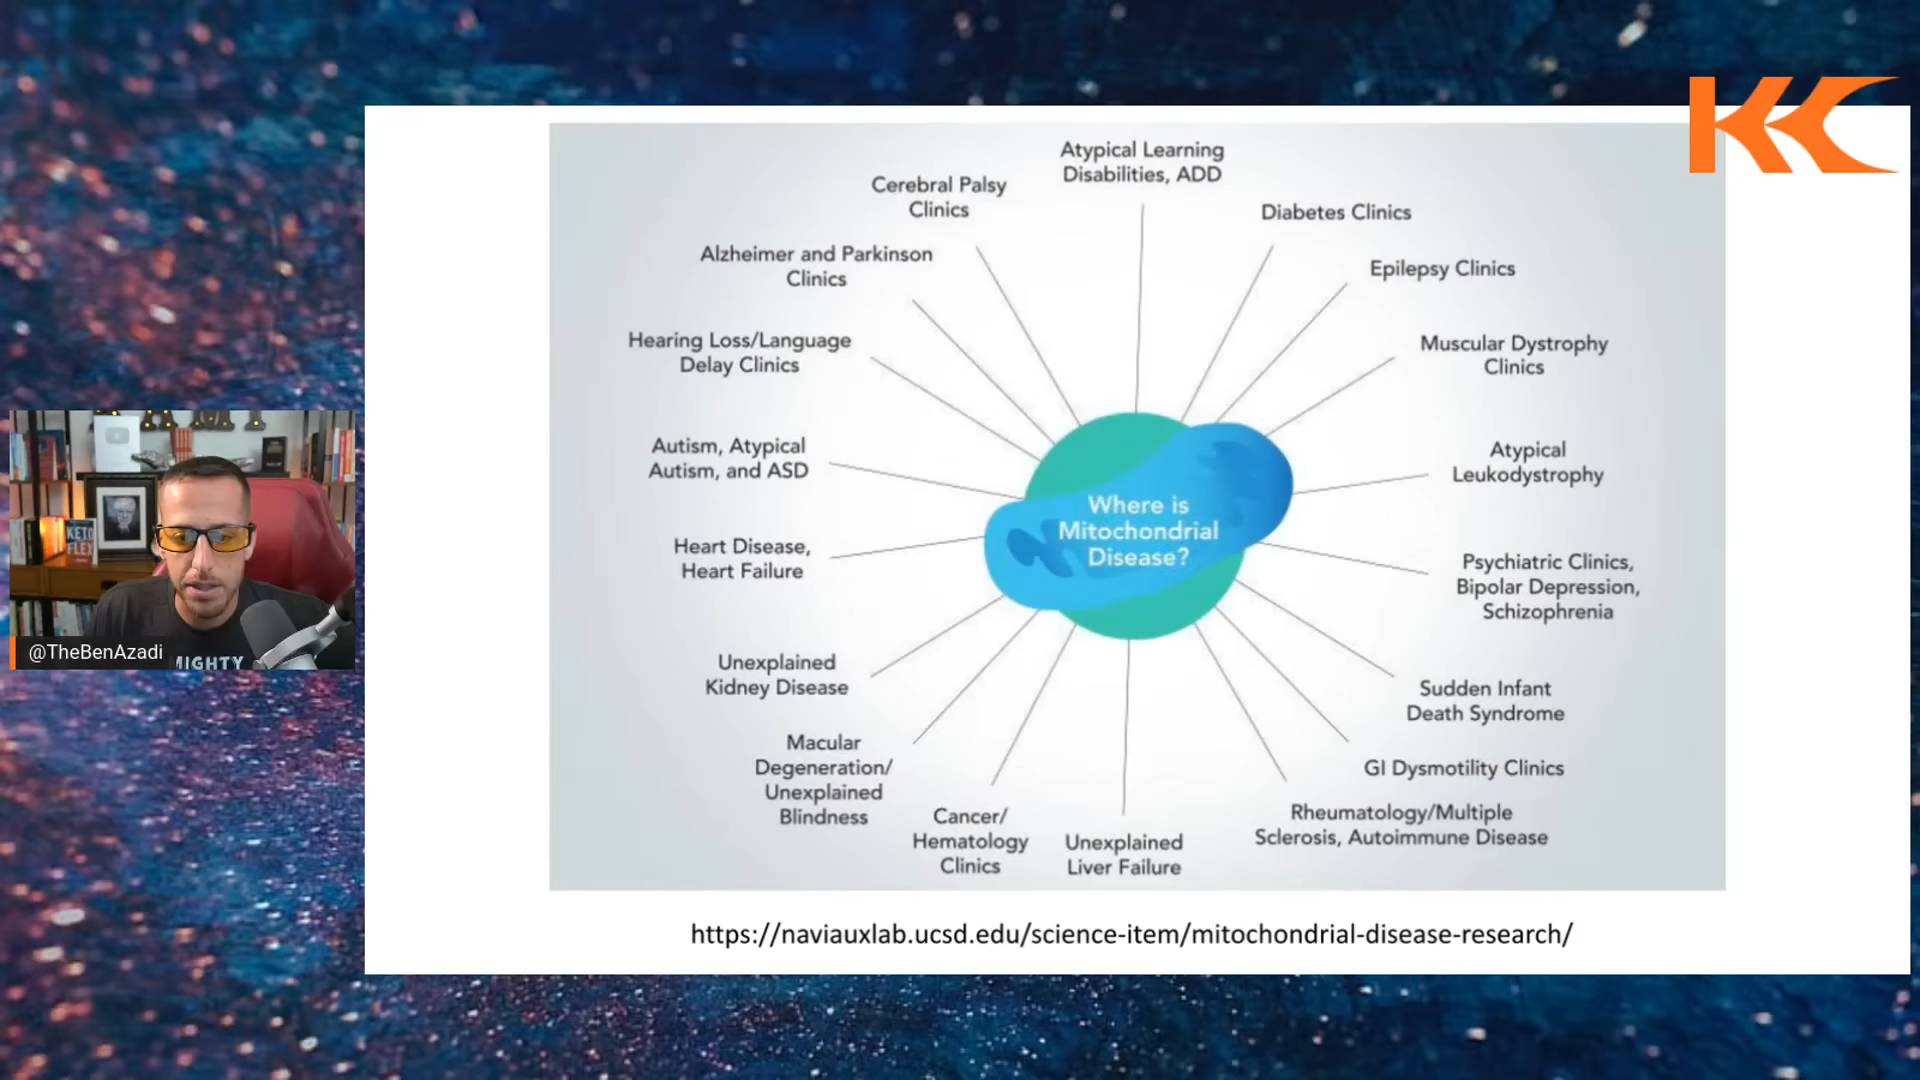 KC
Atypical Learning
Disabilities, ADD
Cerebral Palsy
Clinics
Diabetes Clinics
Alzheimer and Parkinson
Clinics
Epilepsy Clinics
Hearing Loss/Language
Delay Clinics
Muscular Dystrophy
Clinics
Autism, Atypical
Autism, and ASD
Atypical
Leukodystrophy
Where is
Mitochondrial
Disease?
Heart Disease,
Heart Failure
Psychiatric Clinics,
Bipolar Depression,
Schizophrenia
Unexplained
Kidney Disease
Sudden Infant
Death Syndrome
Macular
Degeneration/
Unexplained
Blindness
GI Dysmotility Clinics
Cancer/
Hematology
Clinics
Unexplained
Liver Failure
Rheumatology/Multiple
Sclerosis, Autoimmune Disease
https://naviauxlab.ucsd.edu/science-item/mitochondrial-disease-research/
KETO
FLEX
@TheBenAzadi
MIGHTY